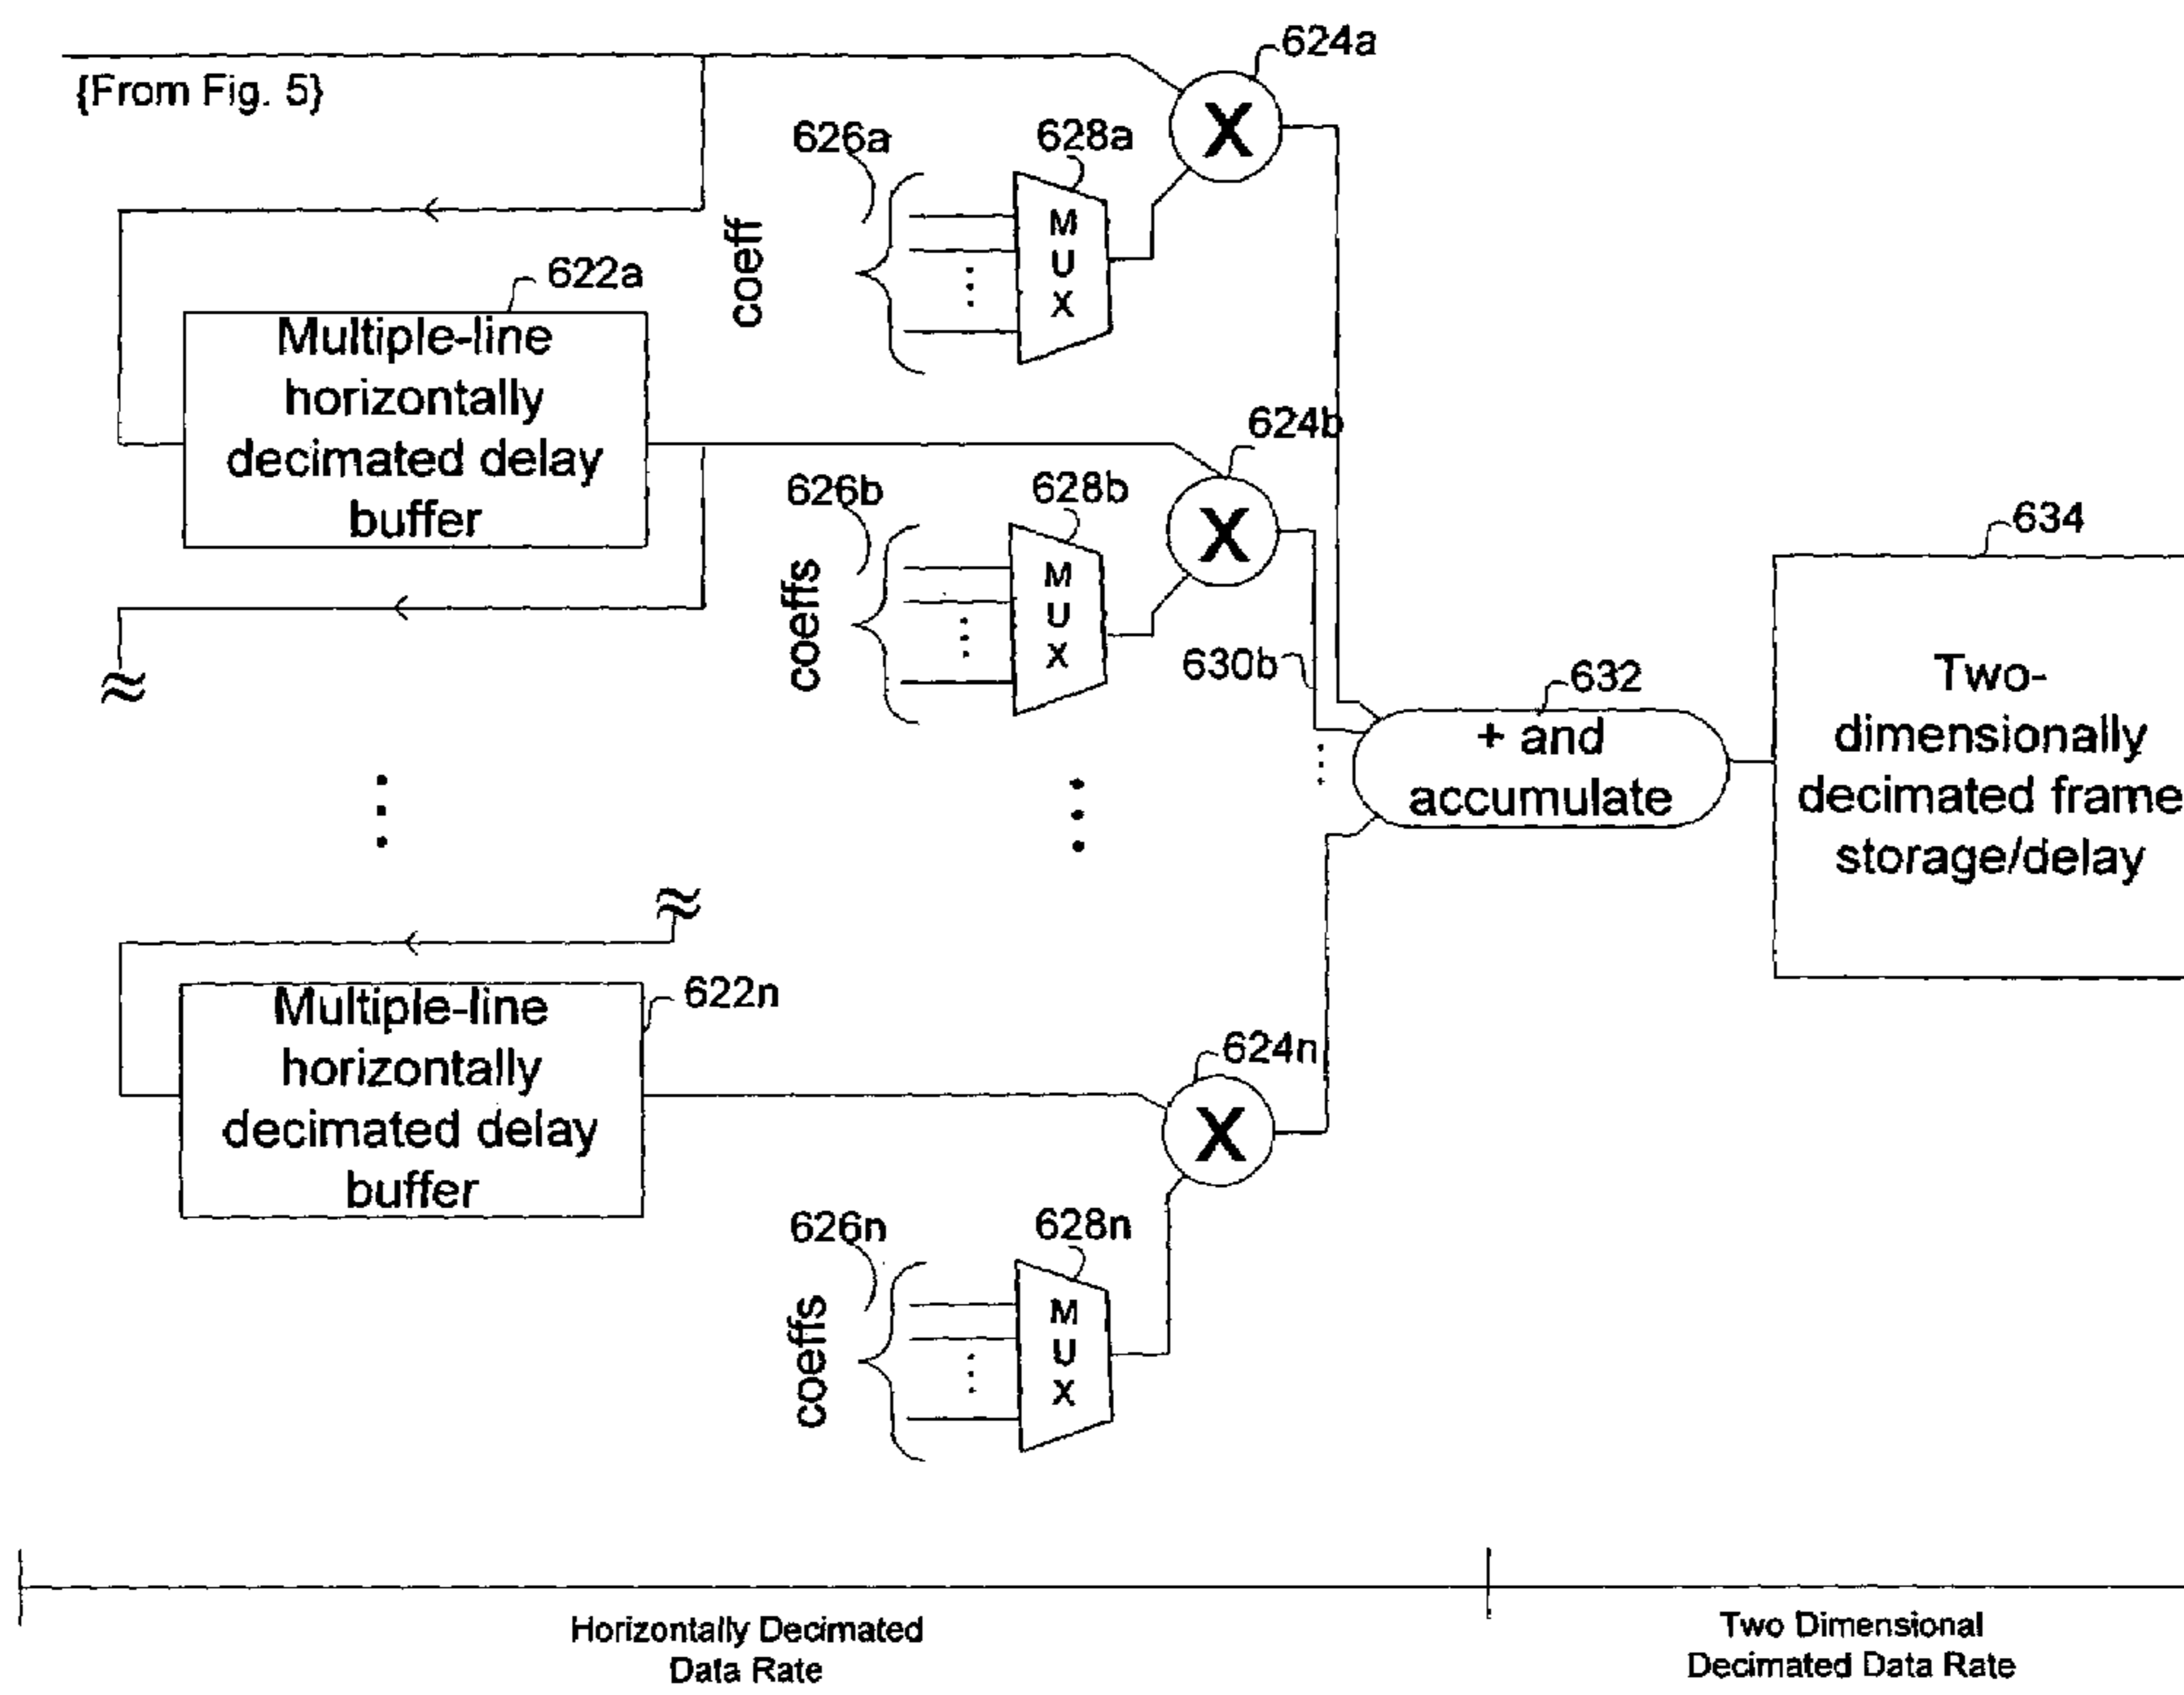 {From Fig. 5}
624a
626a
628a
coeff
M
U
X
X
622a
Multiple-line
horizontally
decimated delay
buffer
624b
626b
628b
coeffs
M
U
X
X
630b
632
+ and
accumulate
634
Two-
dimensionally
decimated frame
storage/delay
622n
Multiple-line
horizontally
decimated delay
buffer
624n
X
626n
628n
coeffs
M
U
X
Horizontally Decimated
Data Rate
Two Dimensional
Decimated Data Rate